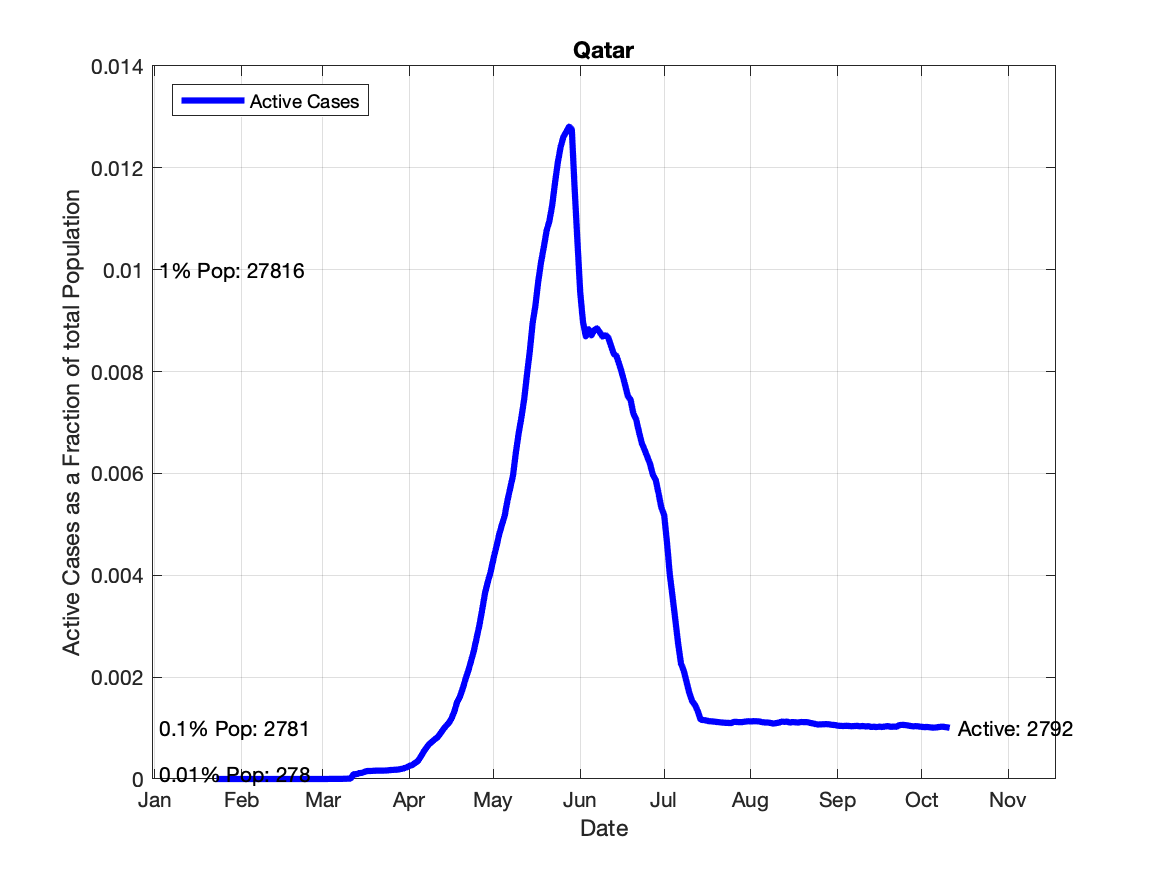 Qatar
0.014
Active Cases
0.012
1% Pop: 27816
0.01
0.008
0.006
0.004
0.002
0.1% Pop: 2781
Active: 2792
0.01% Pop: 278
0
Jan Feb Mar Apr May Jun Jul Aug Sep Oct Nov
Date
Active Cases as a Fraction of total Population